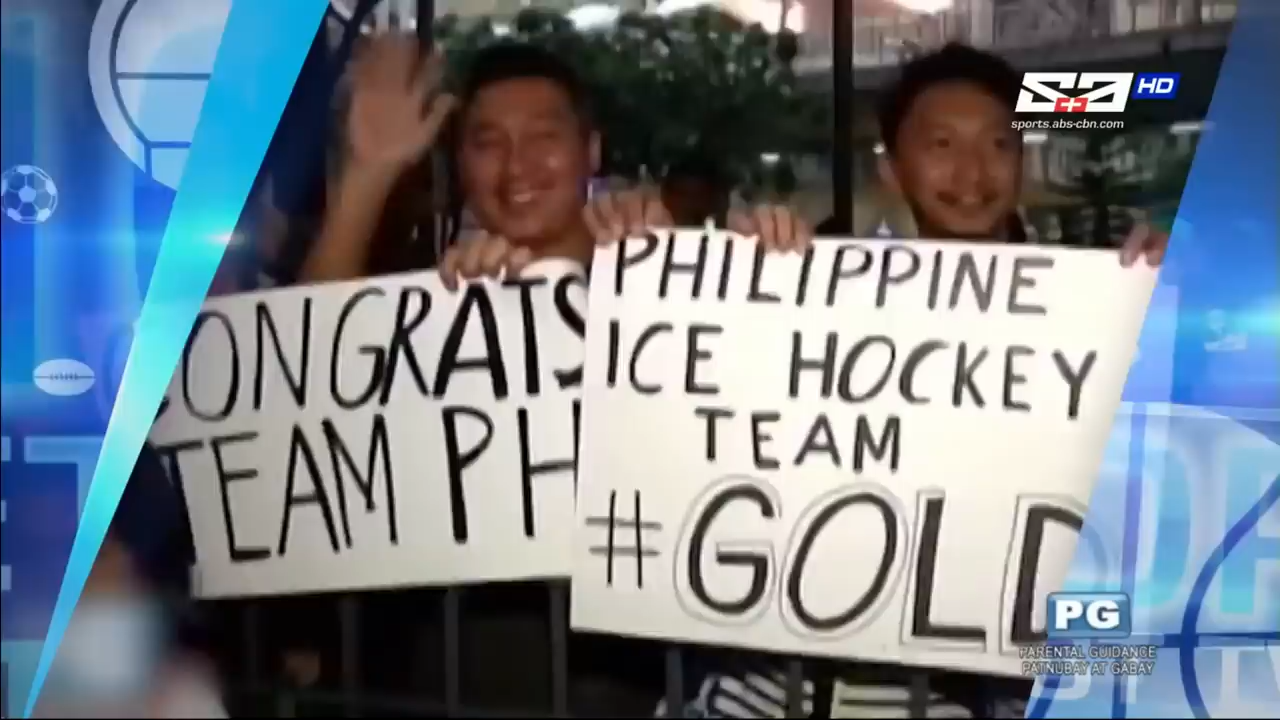 S+A HD
sports.abs-cbn.com
CONGRATS
TEAM PH
PHILIPPINE
ICE HOCKEY
TEAM
#GOLD
PG
PARENTAL GUIDANCE
PATNUBAY AT GABAY